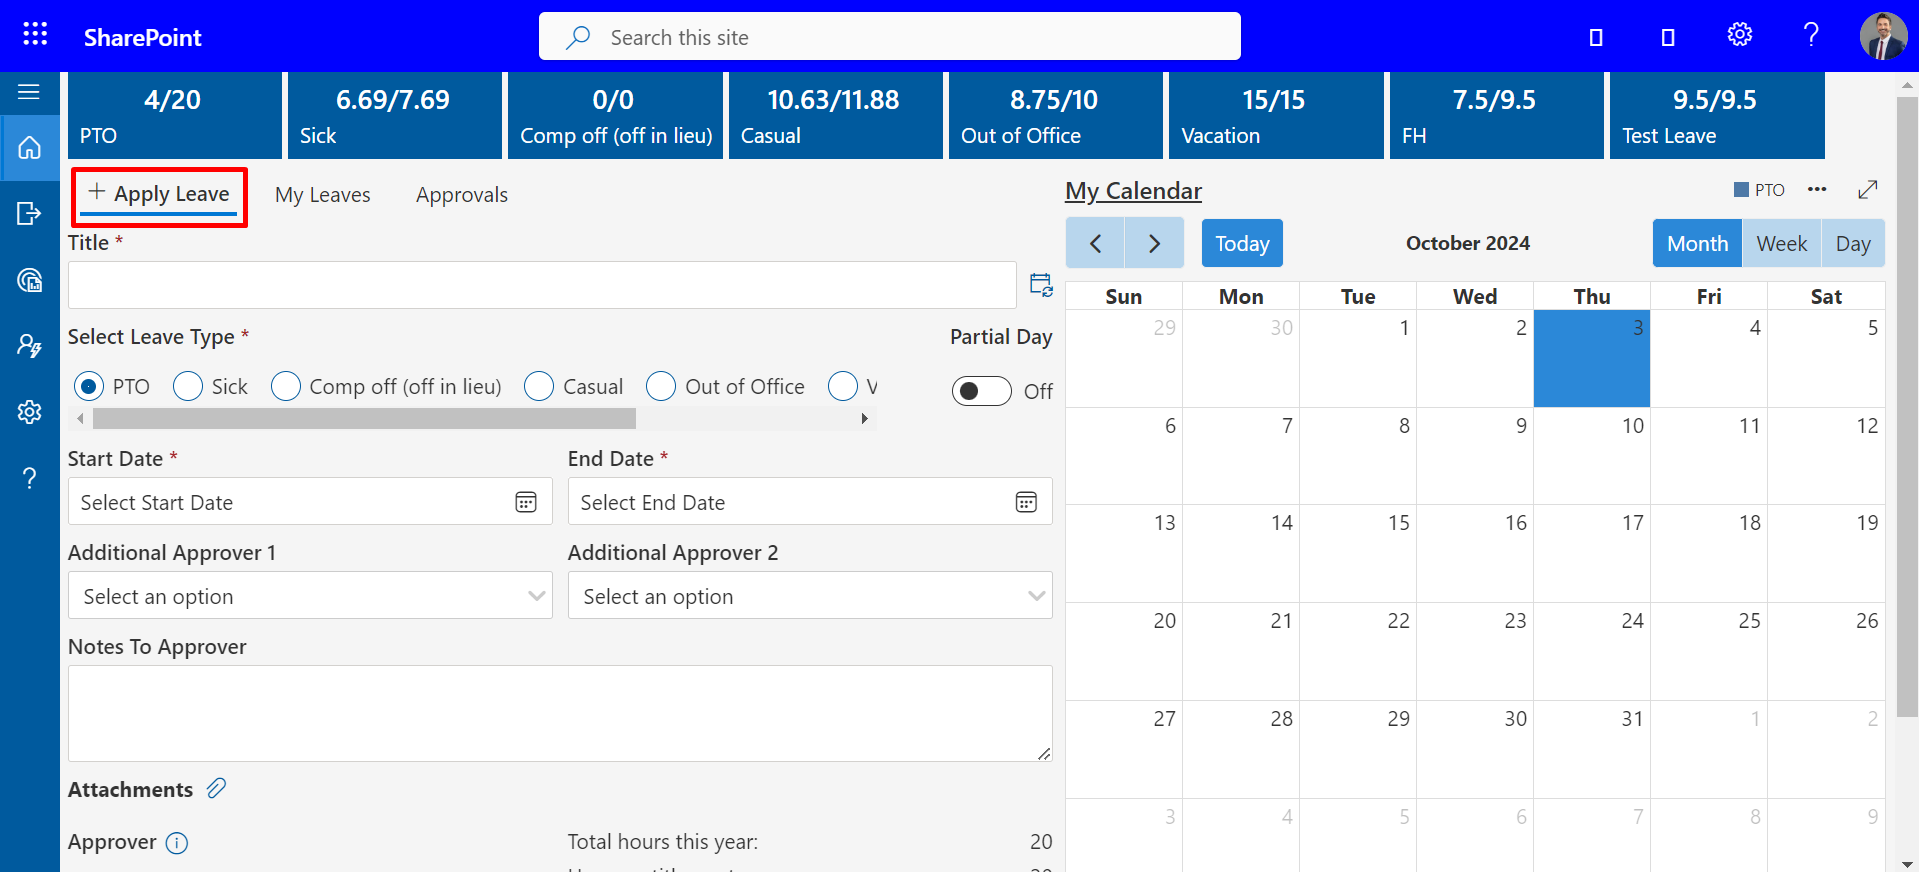 SharePoint
Search this site
4/20
PTO
6.69/7.69
Sick
0/0
Comp off (off in lieu)
10.63/11.88
Casual
8.75/10
Out of Office
15/15
Vacation
7.5/9.5
FH
9.5/9.5
Test Leave
Apply Leave
My Leaves
Approvals
Title *
Select Leave Type *
Partial Day
PTO
Sick
Comp off (off in lieu)
Casual
Out of Office
Off
Start Date *
End Date *
Select Start Date
Select End Date
Additional Approver 1
Additional Approver 2
Select an option
Select an option
Notes To Approver
Attachments
Approver
Total hours this year:
20
My Calendar
PTO
Today
October 2024
Month
Week
Day
Sun Mon Tue Wed Thu Fri Sat
29 30 1 2 3 4 5
6 7 8 9 10 11 12
13 14 15 16 17 18 19
20 21 22 23 24 25 26
27 28 29 30 31 1 2
3 4 5 6 7 8 9